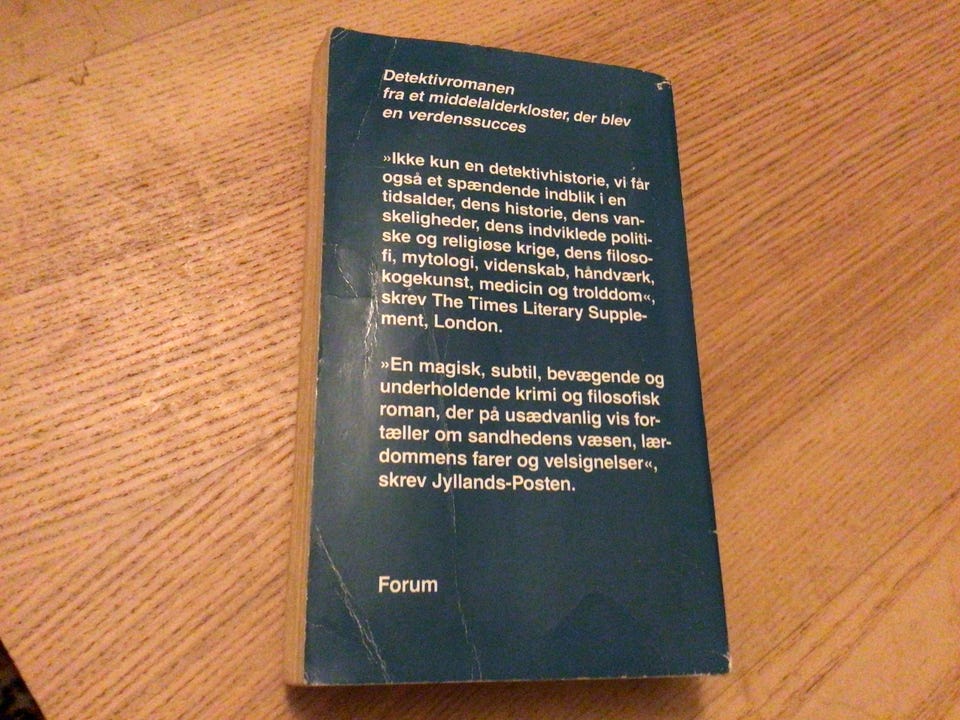 Detektivromanen
fra et middelalderkloster, der blev
en verdenssucces
»Ikke kun en detektivhistorie, vi får
også et spændende indblik i en
tidsalder, dens historie, dens van-
skeligheder, dens indviklede politi-
ske og religiøse krige, dens filoso-
fi, mytologi, videnskab, håndværk,
kogekunst, medicin og trolddom«,
skrev The Times Literary Supple-
ment, London.
»En magisk, subtil, bevægende og
underholdende krimi og filosofisk
roman, der på usædvanlig vis for-
tæller om sandhedens væsen, lær-
dommens farer og velsignelser«,
skrev Jyllands-Posten.
Forum